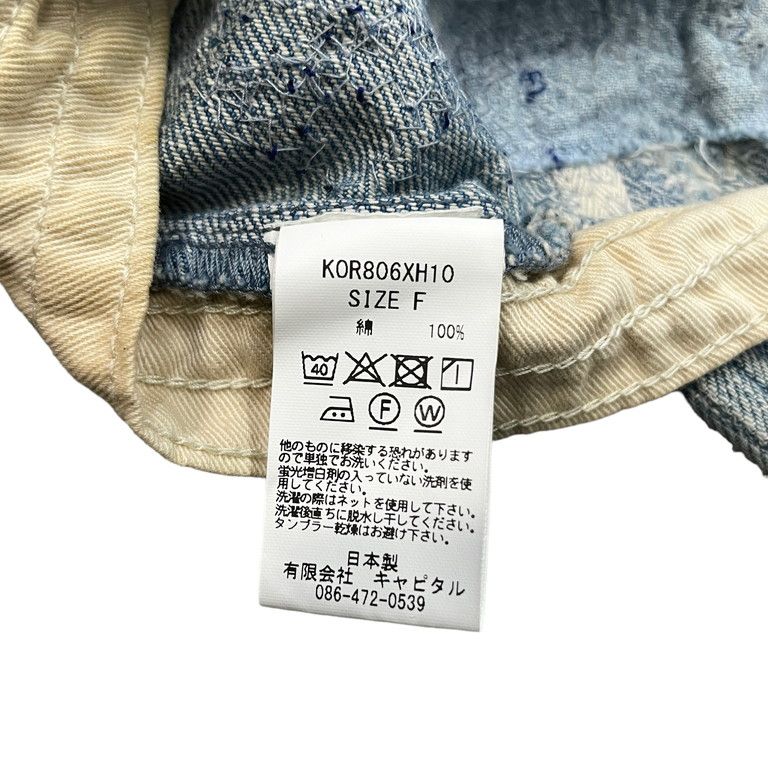 KOR806XH10
SIZE F
綿 100%
40
F W
他のものに移染する恐れがあります
ので単独でお洗いください。
蛍光増白剤の入っていない洗剤を使
用してください。
洗濯の際はネットを使用して下さい。
洗濯後直ちに脱水し干してください。
タンブラー乾燥はお避け下さい。
日本製
有限会社 キャピタル
086-472-0539